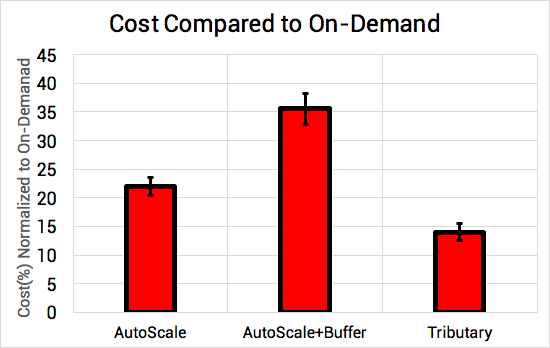 Cost Compared to On-Demand
Cost(%) Normalized to On-Demanad
45
40
35
30
25
20
15
10
5
0
AutoScale
AutoScale+Buffer
Tributary